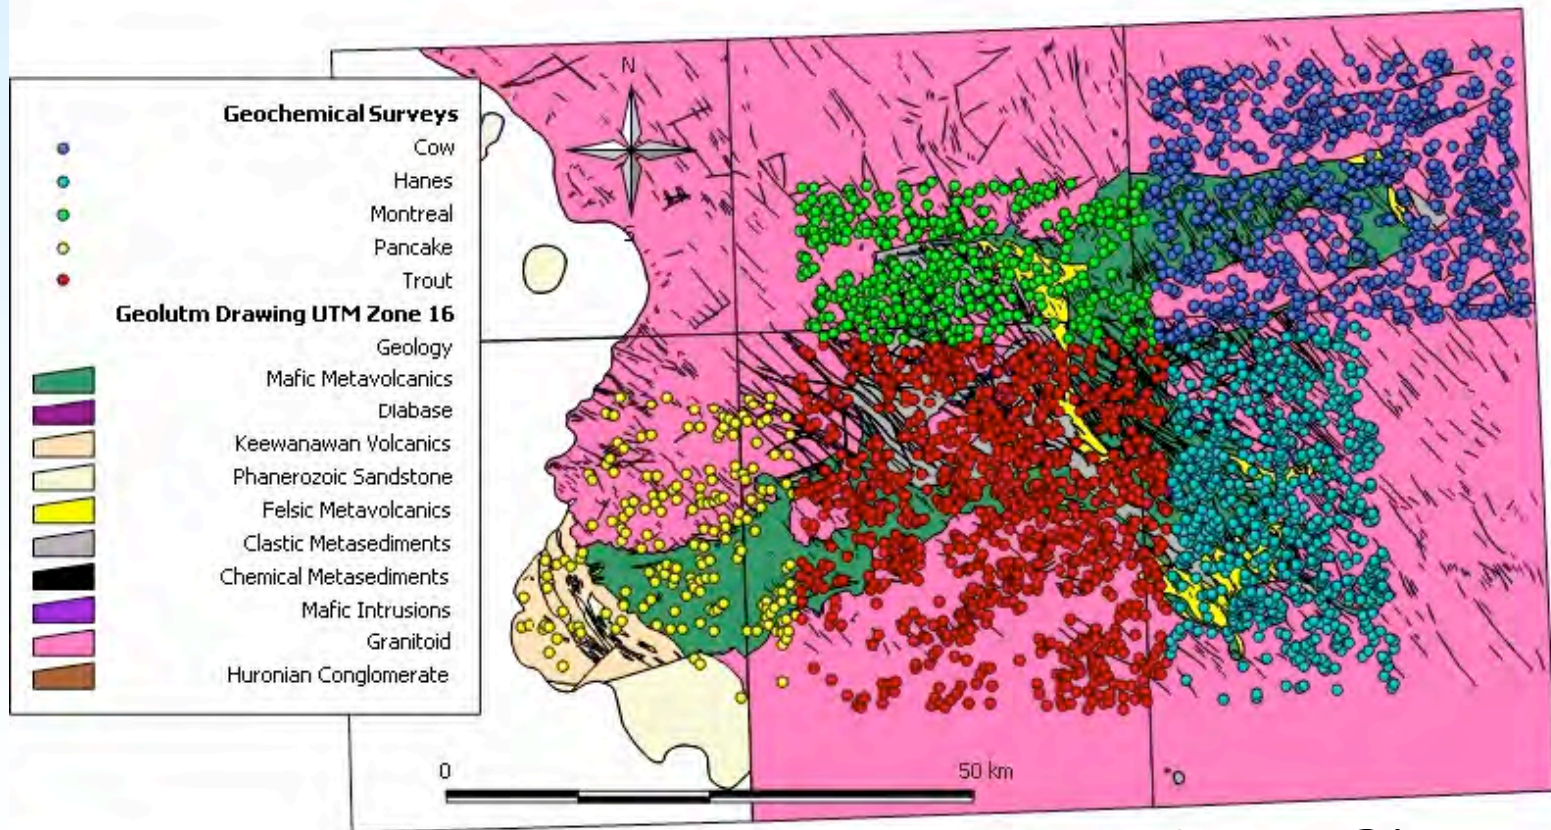 Geochemical Surveys
Cow
Hanes
Montreal
Pancake
Trout
Geolutm Drawing UTM Zone 16
Geology
Mafic Metavolcanics
Diabase
Keewanawan Volcanics
Phanerozoic Sandstone
Felsic Metavolcanics
Clastic Metasediments
Chemical Metasediments
Mafic Intrusions
Granitoid
Huronian Conglomerate
N
S
0 50 km